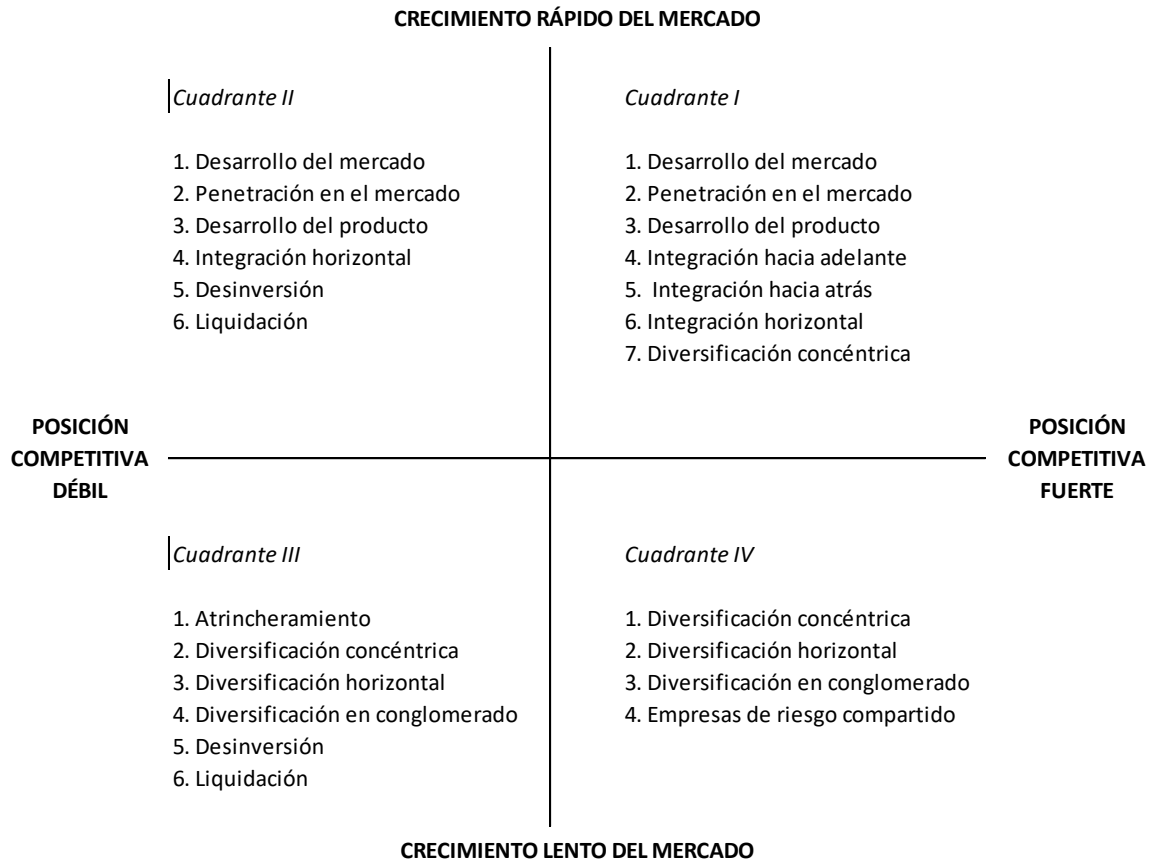 CRECIMIENTO RÁPIDO DEL MERCADO
Cuadrante II
1. Desarrollo del mercado
2. Penetración en el mercado
3. Desarrollo del producto
4. Integración horizontal
5. Desinversión
6. Liquidación
Cuadrante I
1. Desarrollo del mercado
2. Penetración en el mercado
3. Desarrollo del producto
4. Integración hacia adelante
5.  Integración hacia atrás
6. Integración horizontal
7. Diversificación concéntrica
POSICIÓN
COMPETITIVA
DÉBIL
POSICIÓN
COMPETITIVA
FUERTE
Cuadrante III
1. Atrincheramiento
2. Diversificación concéntrica
3. Diversificación horizontal
4. Diversificación en conglomerado
5. Desinversión
6. Liquidación
Cuadrante IV
1. Diversificación concéntrica
2. Diversificación horizontal
3. Diversificación en conglomerado
4. Empresas de riesgo compartido
CRECIMIENTO LENTO DEL MERCADO